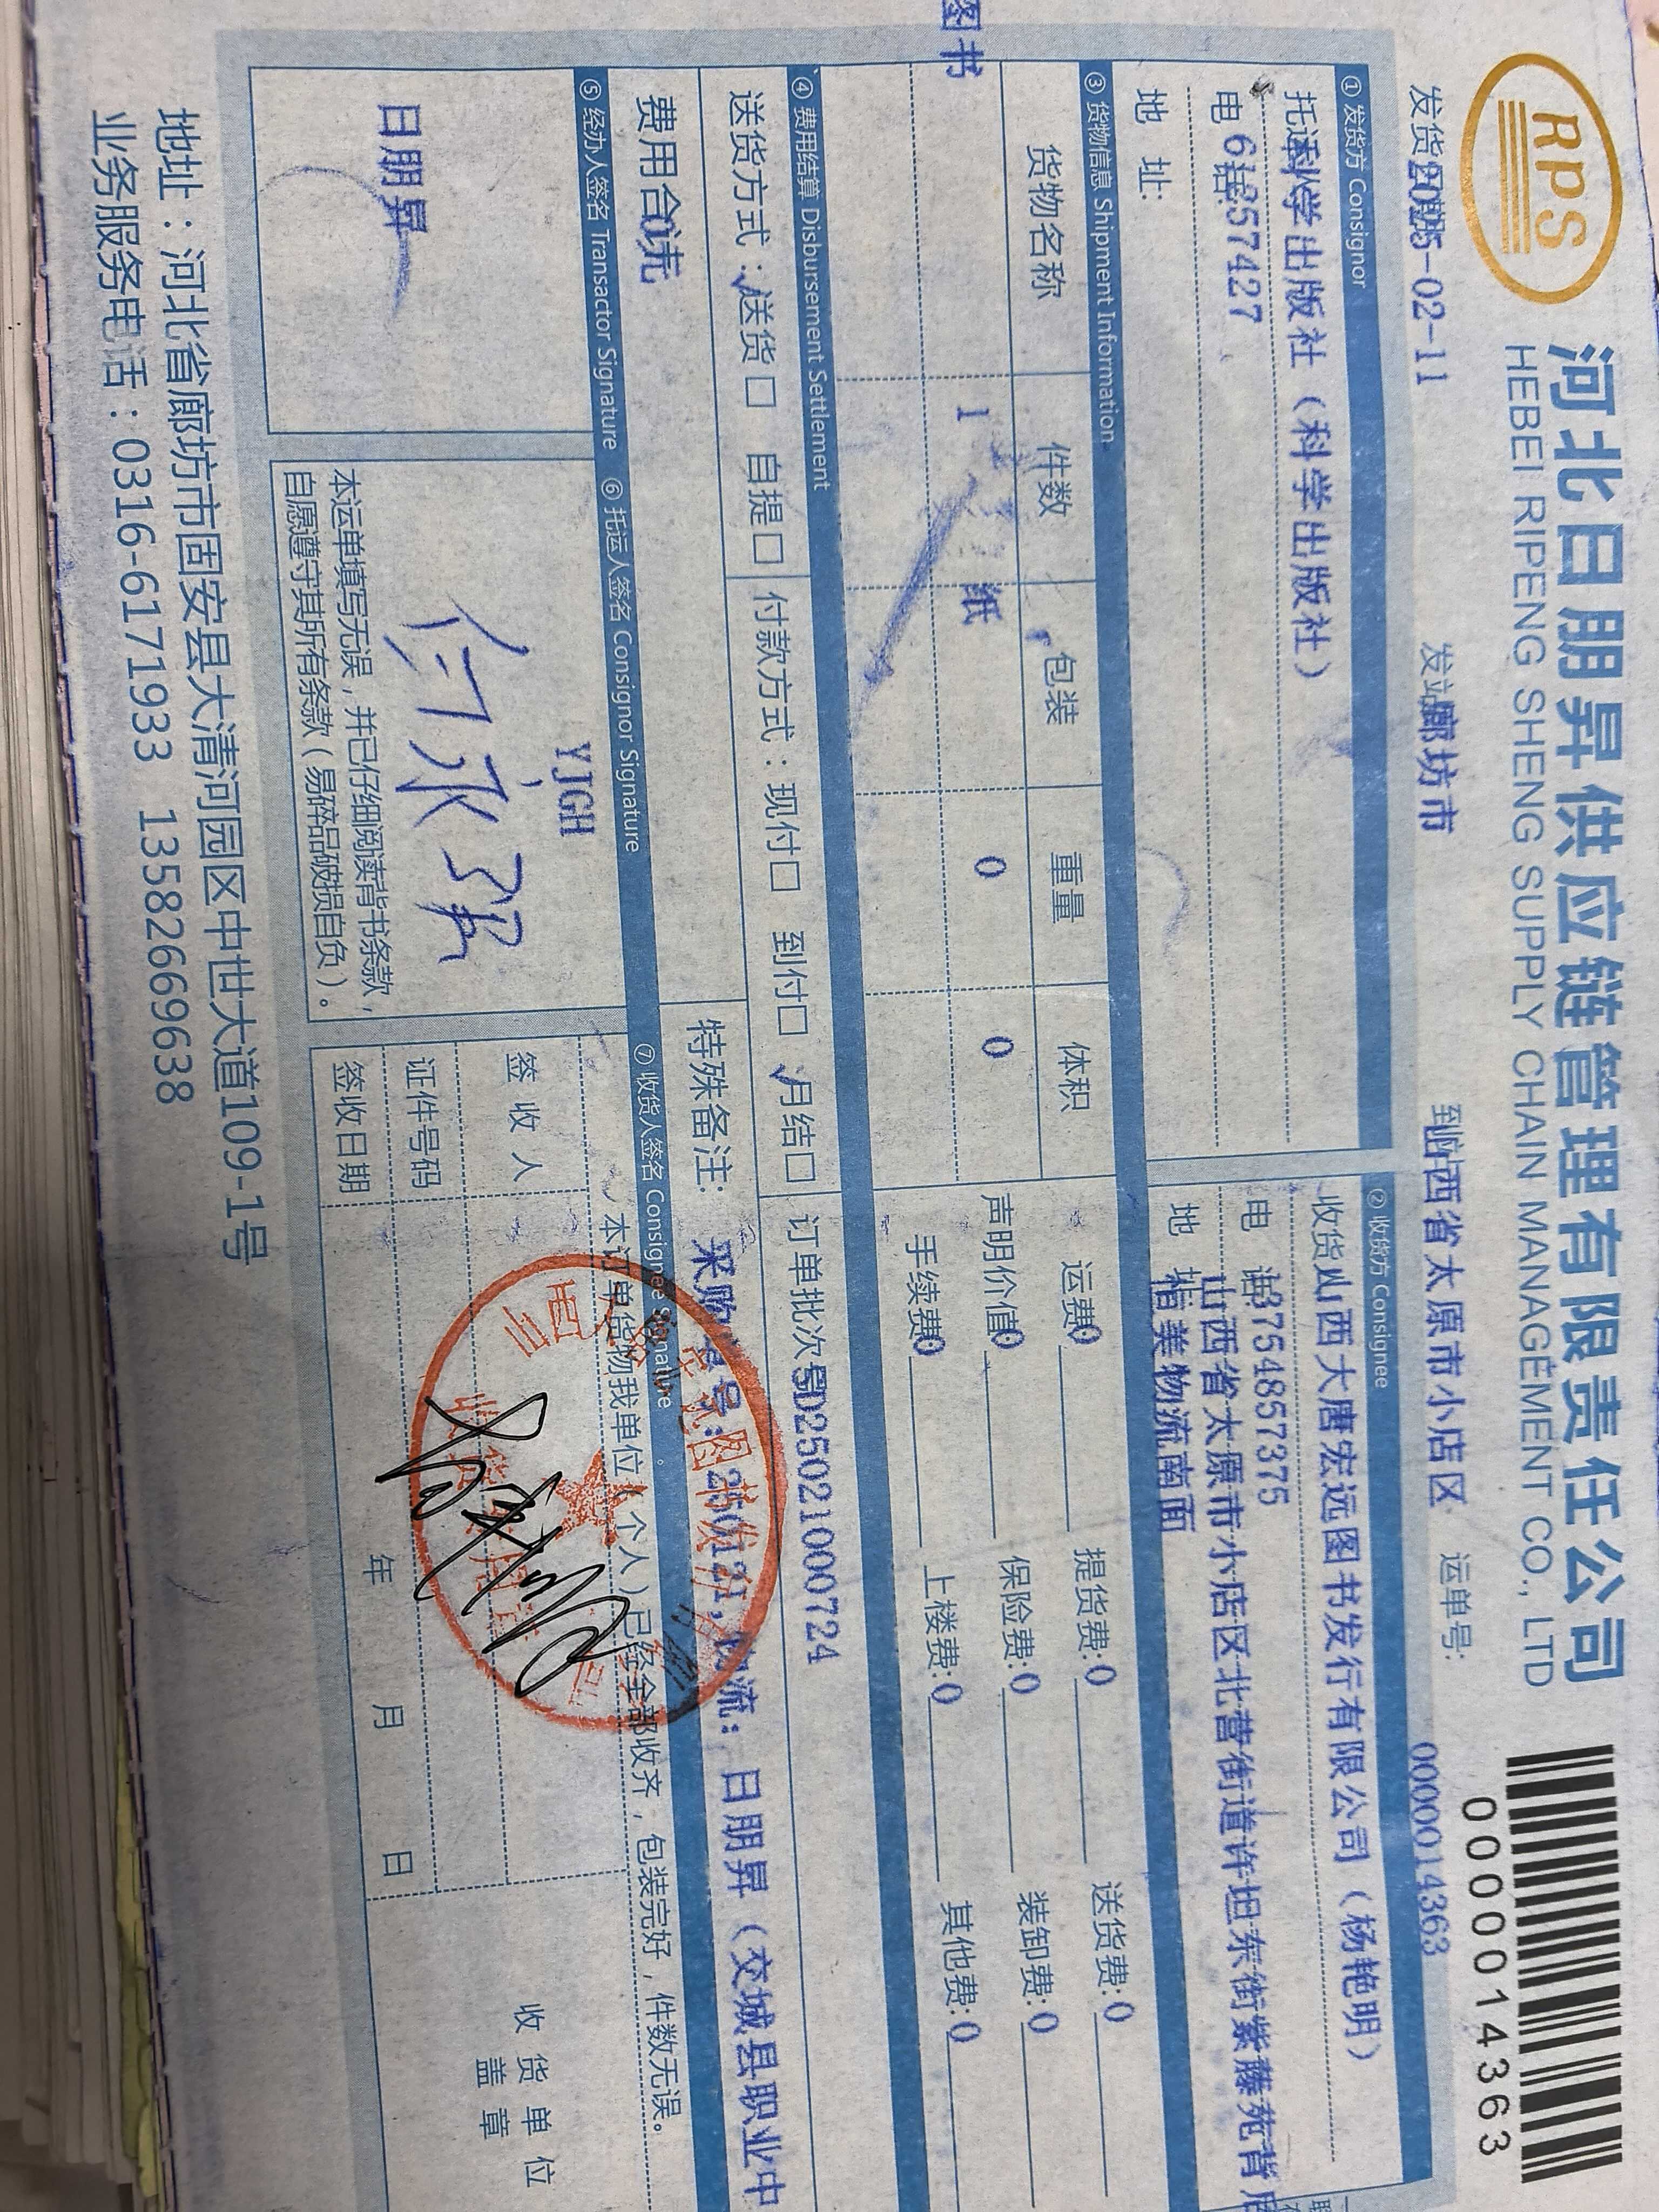 RPS
河北日朋昇供应链管理有限责任公司
HEBEI RIPENG SHENG SUPPLY CHAIN MANAGEMENT CO., LTD
0000014363
发货日期 2025-02-11 发站 廊坊市 到站 山西省太原市小店区 运单号: 0000014363
① 发货方 Consignor
托运 科学出版社（科学出版社）
电 话: 61257427
地 址:
② 收货方 Consignee
收货 山西大唐宏远图书发行有限公司（杨艳明）
电 话: 3754857375
地 址 山西省太原市小店区北营街道许坦东街紫藤苑背后
楷美物流南面
③ 货物信息 Shipment Information
货物名称 件数 包装 重量 体积
图书 1 纸 0 0
运费 0 提货费: 0 送货费: 0
声明价值 0 保险费: 0 装卸费: 0
手续费 0 上楼费: 0 其他费: 0
④ 费用结算 Disbursement Settlement
送货方式：✓送货□ 自提□ 付款方式：现付□ 到付□ ✓月结□ 订单批次号 SD25021000724
费用合计 0元 特殊备注: 采购 单号: 250121, 物流: 日朋昇（交城县职业中
⑤ 经办人签名 Transactor Signature ⑥ 托运人签名 Consignor Signature ⑦ 收货人签名 Consignee Signature
日朋昇
YJGH
本运单填写无误，并已仔细阅读背书条款，
自愿遵守其所有条款（易碎品破损自负）。
本订单货物我单位（个人）已经全部收齐，包装完好，件数无误。
签 收 人
证件号码
签收日期 年 月 日
收 货 单 位
盖 章
地址：河北省廊坊市固安县大清河园区中世大道109-1号
业务服务电话：0316-6171933 13582669638